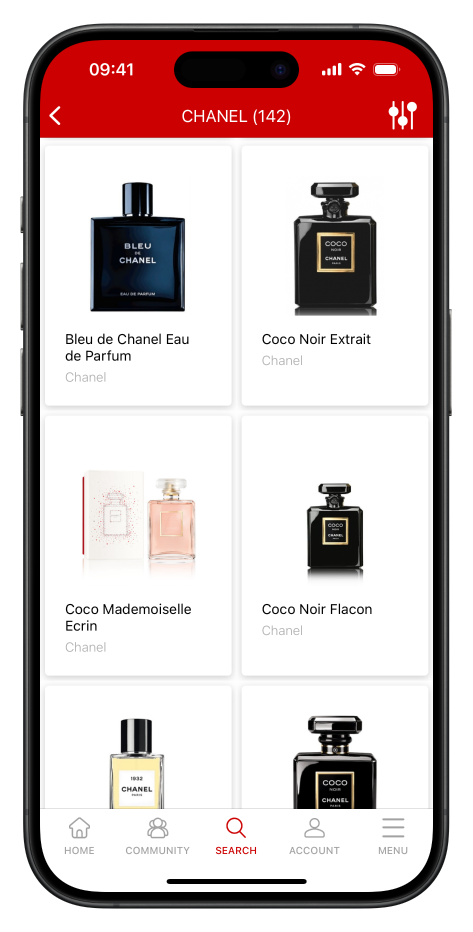 09:41
CHANEL (142)
BLEU
DE
CHANEL
EAU DE PARFUM
COCO
NOIR
CHANEL
PARIS
Bleu de Chanel Eau
de Parfum
Chanel
Coco Noir Extrait
Chanel
COCO
NOIR
CHANEL
Coco Mademoiselle
Ecrin
Chanel
Coco Noir Flacon
Chanel
1932
CHANEL
PARIS
COCO
NOIR
CHANEL
PARIS
HOME
COMMUNITY
SEARCH
ACCOUNT
MENU